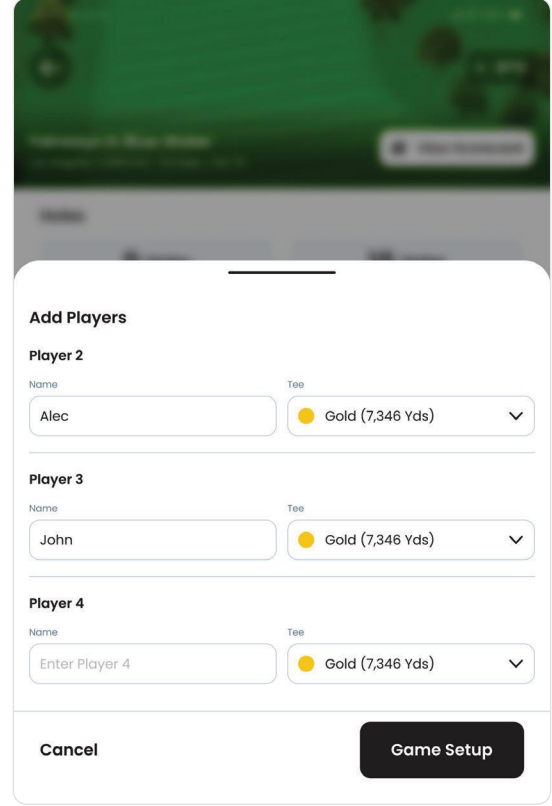 Add Players
Player 2
Name Tee
Alec Gold (7,346 Yds)
Player 3
Name Tee
John Gold (7,346 Yds)
Player 4
Name Tee
Enter Player 4 Gold (7,346 Yds)
Cancel Game Setup